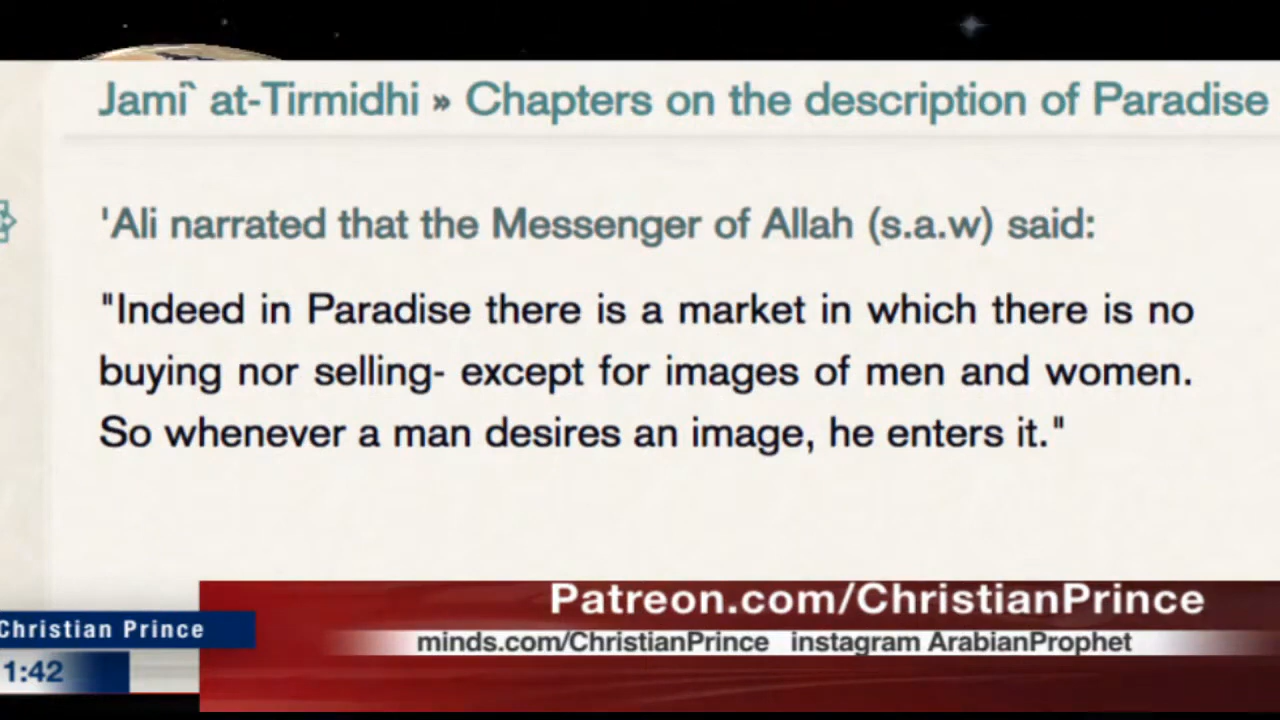 Jami` at-Tirmidhi » Chapters on the description of Paradise
'Ali narrated that the Messenger of Allah (s.a.w) said:
"Indeed in Paradise there is a market in which there is no
buying nor selling- except for images of men and women.
So whenever a man desires an image, he enters it."
Patreon.com/ChristianPrince
Christian Prince
minds.com/ChristianPrince instagram ArabianProphet
1:42